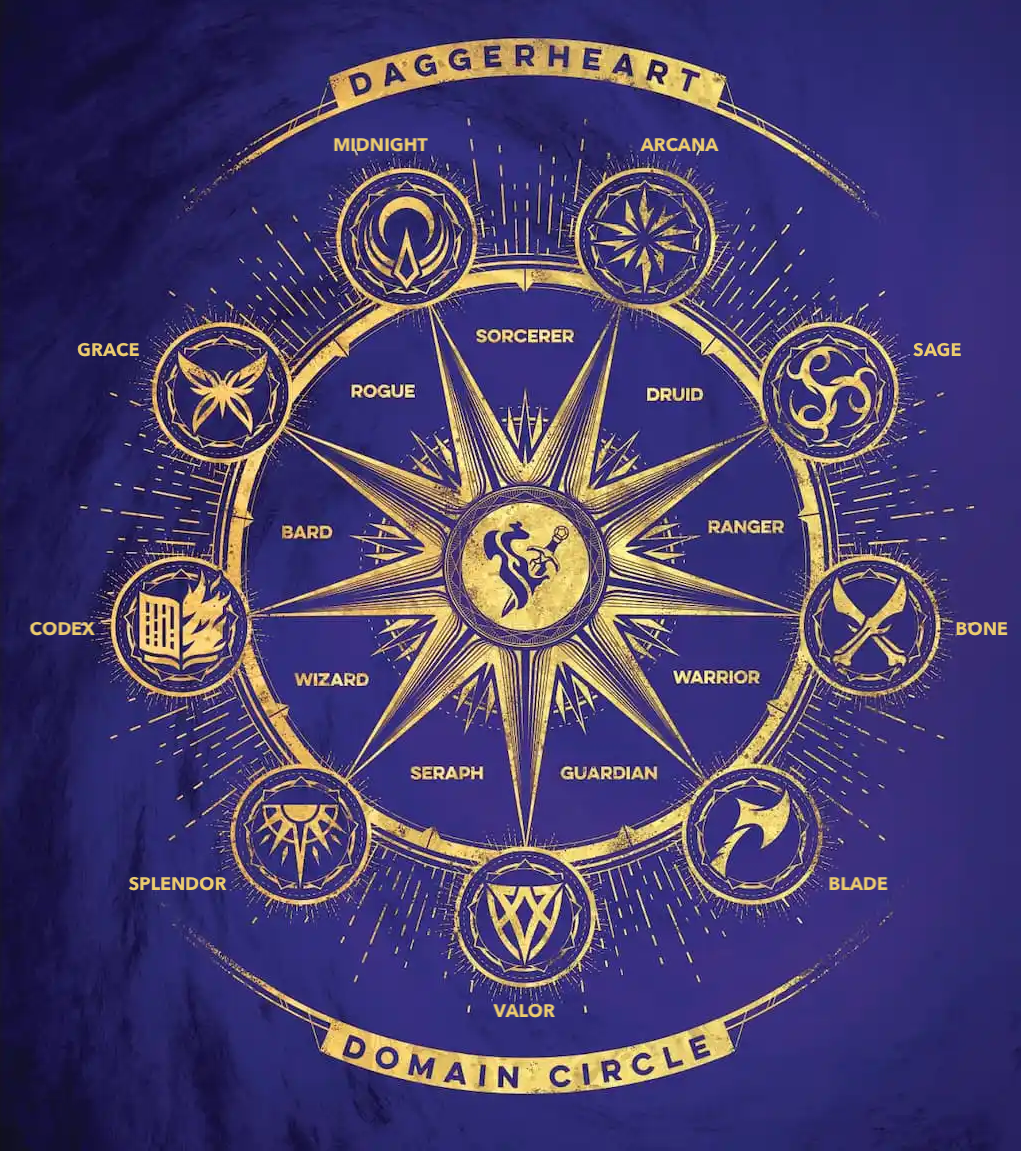 DAGGERHEART
MIDNIGHT
ARCANA
SORCERER
GRACE
SAGE
ROGUE
DRUID
BARD
RANGER
CODEX
BONE
WIZARD
WARRIOR
SERAPH
GUARDIAN
SPLENDOR
BLADE
VALOR
DOMAIN CIRCLE